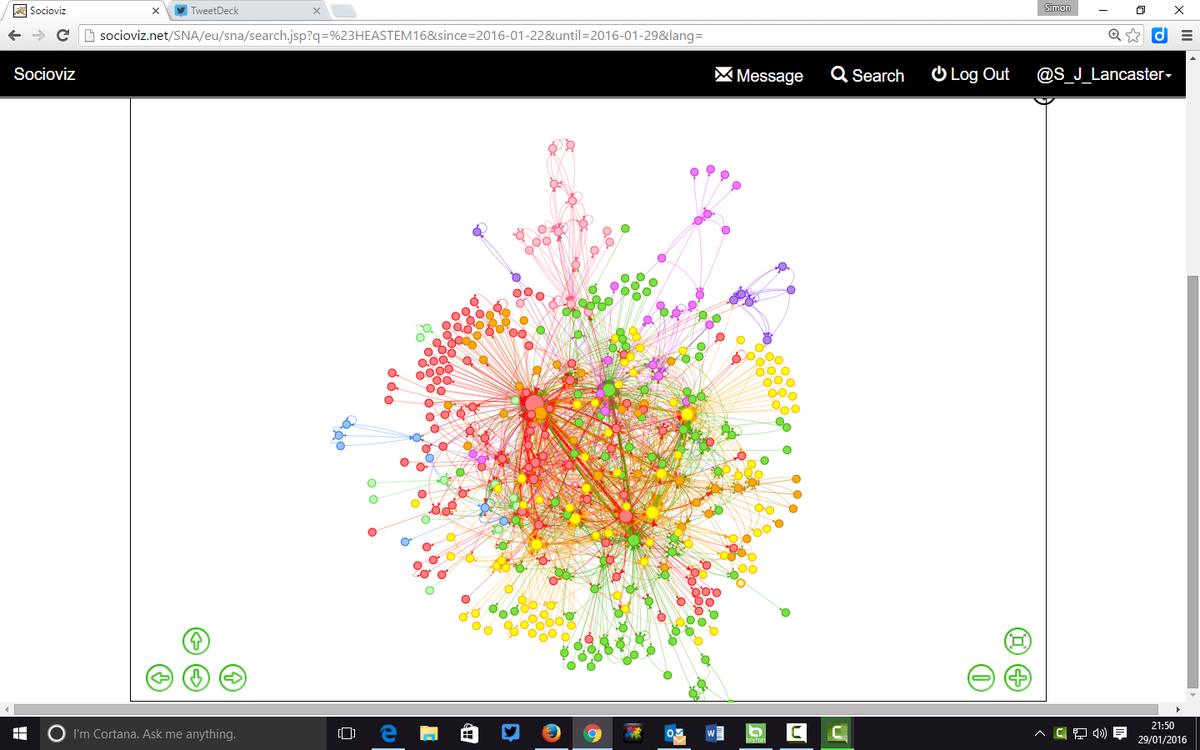 Socioviz
TweetDeck
Simon
socioviz.net/SNA/eu/sna/search.jsp?q=%23HEASTEM16&since=2016-01-22&until=2016-01-29&lang=
Socioviz
Message
Search
Log Out
@S_J_Lancaster
I'm Cortana. Ask me anything.
21:50
29/01/2016